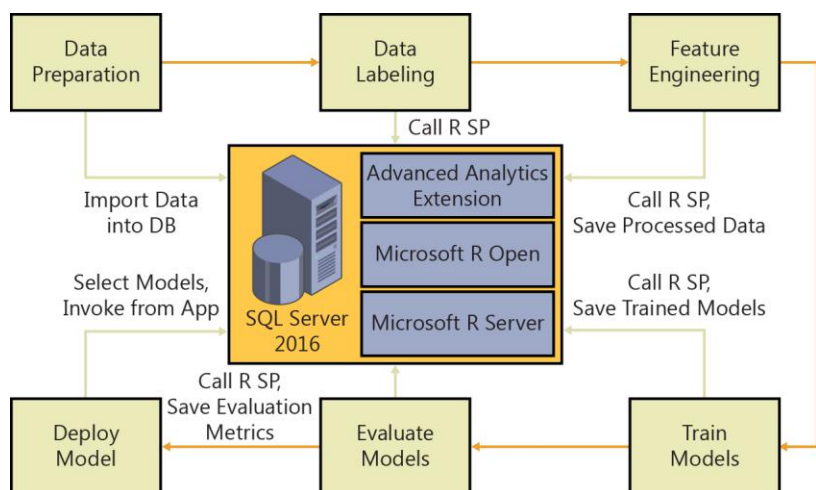 Data
Preparation
Data
Labeling
Feature
Engineering
Call R SP
Import Data
into DB
Advanced Analytics
Extension
Microsoft R Open
Microsoft R Server
SQL Server
2016
Call R SP,
Save Processed Data
Select Models,
Invoke from App
Call R SP,
Save Trained Models
Call R SP,
Save Evaluation
Metrics
Deploy
Model
Evaluate
Models
Train
Models